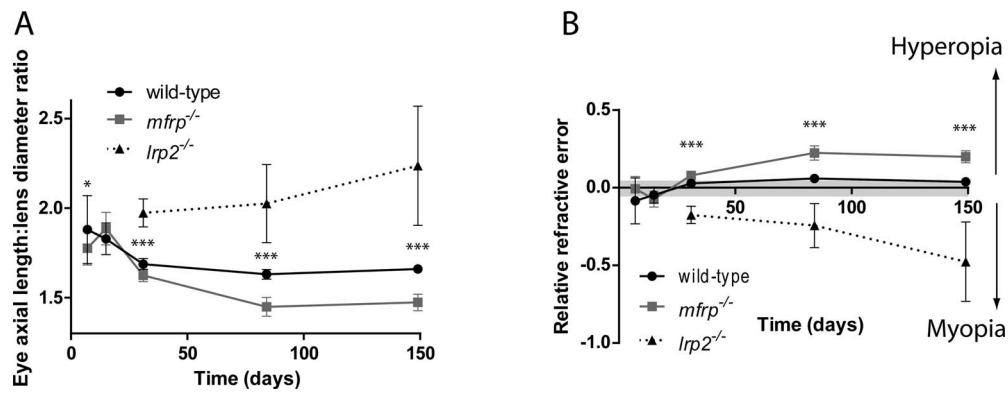 A
Eye axial length:lens diameter ratio
2.5
2.0
1.5
wild-type
mfrp-/-
lrp2-/-
*
***
***
***
0
50
100
150
Time (days)
B
Hyperopia
Relative refractive error
0.5
0.0
-0.5
-1.0
***
***
***
50
100
150
wild-type
mfrp-/-
lrp2-/-
Time (days)
Myopia